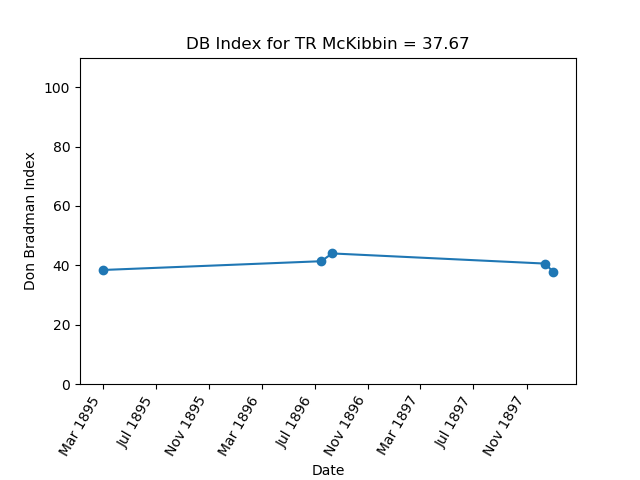 DB Index for TR McKibbin = 37.67
Don Bradman Index
100
80
60
40
20
0
Mar 1895
Jul 1895
Nov 1895
Mar 1896
Jul 1896
Nov 1896
Mar 1897
Jul 1897
Nov 1897
Date